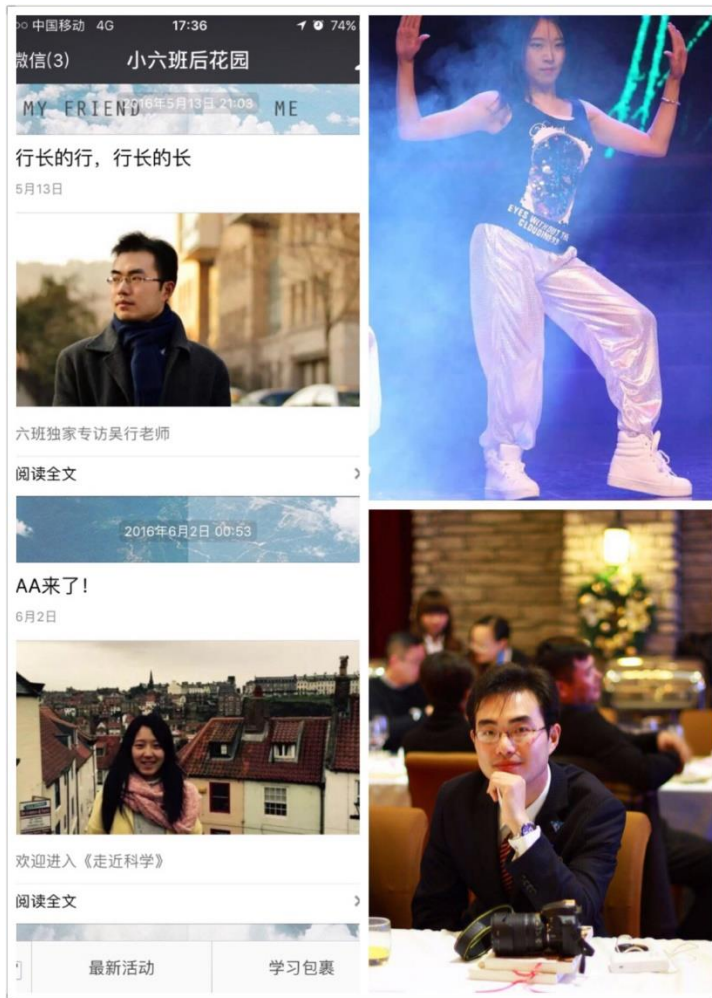 中国移动 4G 17:36 74%
微信(3) 小六班后花园
MY FRIEND ME
2016年5月13日 21:03
行长的行，行长的长
5月13日
六班独家专访吴行老师
阅读全文
2016年6月2日 00:53
AA来了！
6月2日
欢迎进入《走近科学》
阅读全文
最新活动 学习包裹
EYES WITHOUT THE